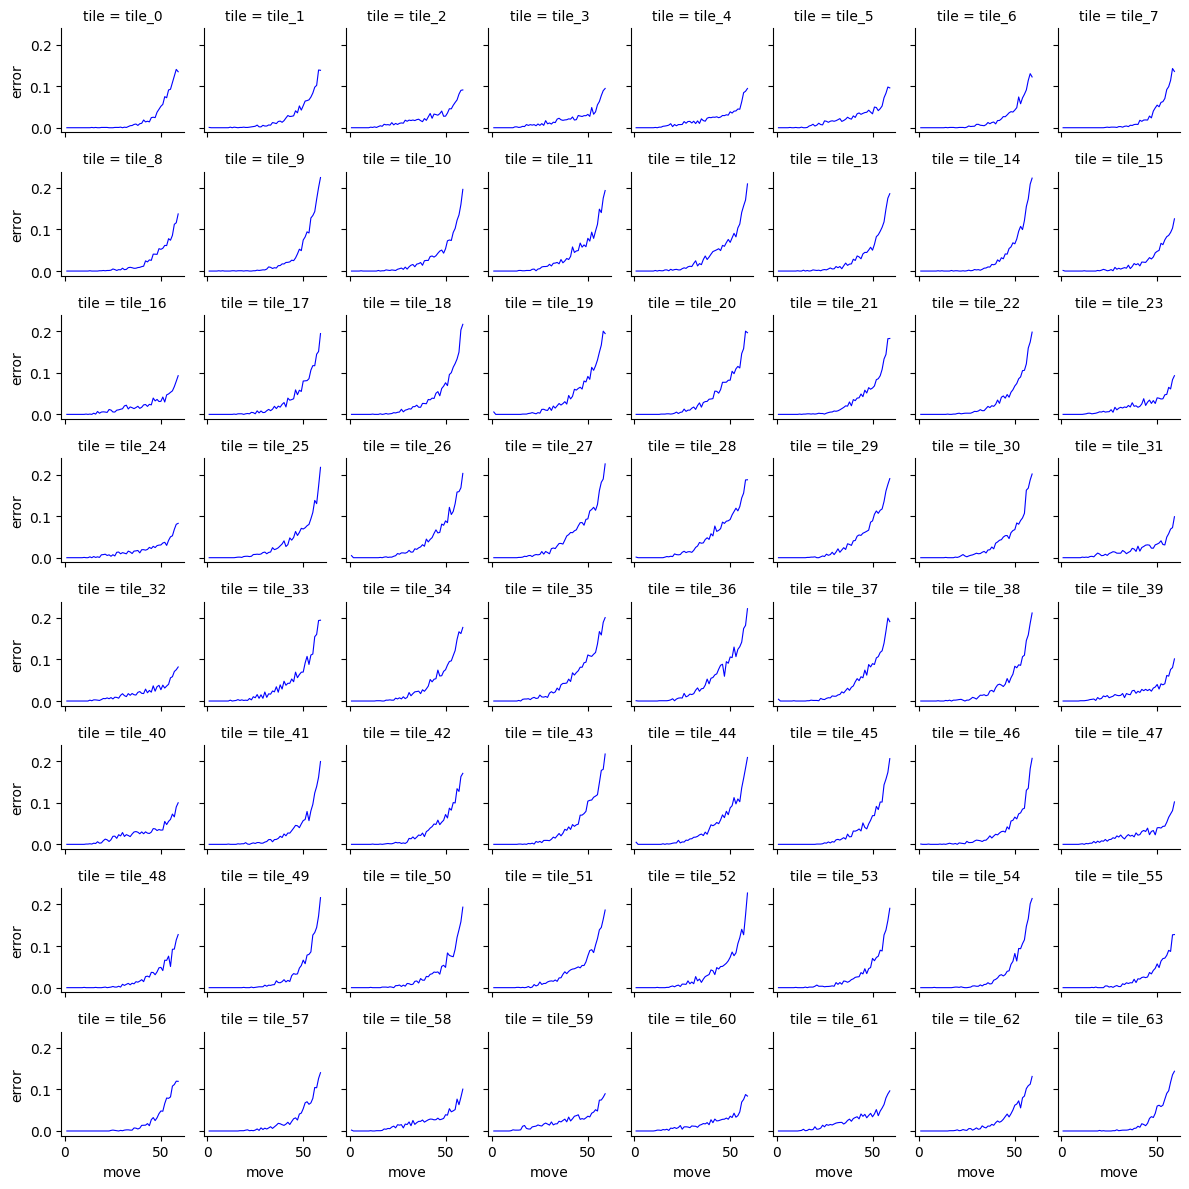 tile = tile_0 tile = tile_1 tile = tile_2 tile = tile_3 tile = tile_4 tile = tile_5 tile = tile_6 tile = tile_7
0.2
error
0.1
0.0
tile = tile_8 tile = tile_9 tile = tile_10 tile = tile_11 tile = tile_12 tile = tile_13 tile = tile_14 tile = tile_15
0.2
error
0.1
0.0
tile = tile_16 tile = tile_17 tile = tile_18 tile = tile_19 tile = tile_20 tile = tile_21 tile = tile_22 tile = tile_23
0.2
error
0.1
0.0
tile = tile_24 tile = tile_25 tile = tile_26 tile = tile_27 tile = tile_28 tile = tile_29 tile = tile_30 tile = tile_31
0.2
error
0.1
0.0
tile = tile_32 tile = tile_33 tile = tile_34 tile = tile_35 tile = tile_36 tile = tile_37 tile = tile_38 tile = tile_39
0.2
error
0.1
0.0
tile = tile_40 tile = tile_41 tile = tile_42 tile = tile_43 tile = tile_44 tile = tile_45 tile = tile_46 tile = tile_47
0.2
error
0.1
0.0
tile = tile_48 tile = tile_49 tile = tile_50 tile = tile_51 tile = tile_52 tile = tile_53 tile = tile_54 tile = tile_55
0.2
error
0.1
0.0
tile = tile_56 tile = tile_57 tile = tile_58 tile = tile_59 tile = tile_60 tile = tile_61 tile = tile_62 tile = tile_63
0.2
error
0.1
0.0
0 50 0 50 0 50 0 50 0 50 0 50 0 50 0 50
move move move move move move move move